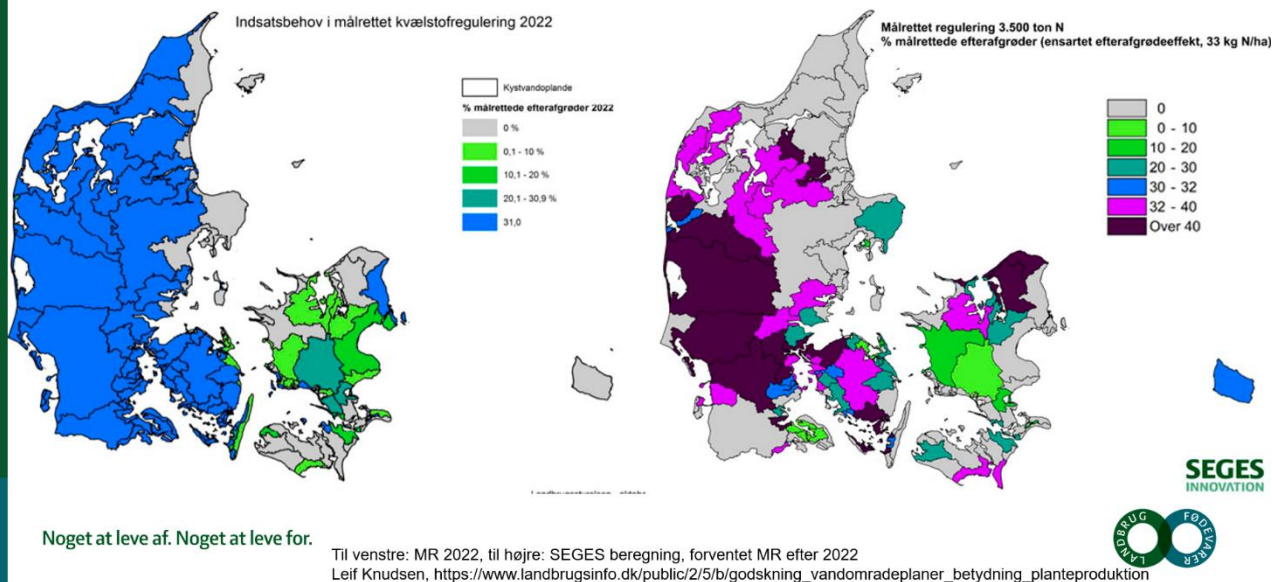 Indsatsbehov i målrettet kvælstofregulering 2022
Kystvandoplande
% målrettede efterafgrøder 2022
0 %
0,1 - 10 %
10,1 - 20 %
20,1 - 30,9 %
31,0
Målrettet regulering 3.500 ton N
% målrettede efterafgrøder (ensartet efterafgrødeeffekt, 33 kg N/ha)
0
0 - 10
10 - 20
20 - 30
30 - 32
32 - 40
Over 40
SEGES
INNOVATION
Noget at leve af. Noget at leve for.
LANDBRUG
FØDEVARER
Til venstre: MR 2022, til højre: SEGES beregning, forventet MR efter 2022
Leif Knudsen, https://www.landbrugsinfo.dk/public/2/5/b/godskning_vandomradeplaner_betydning_planteproduktion